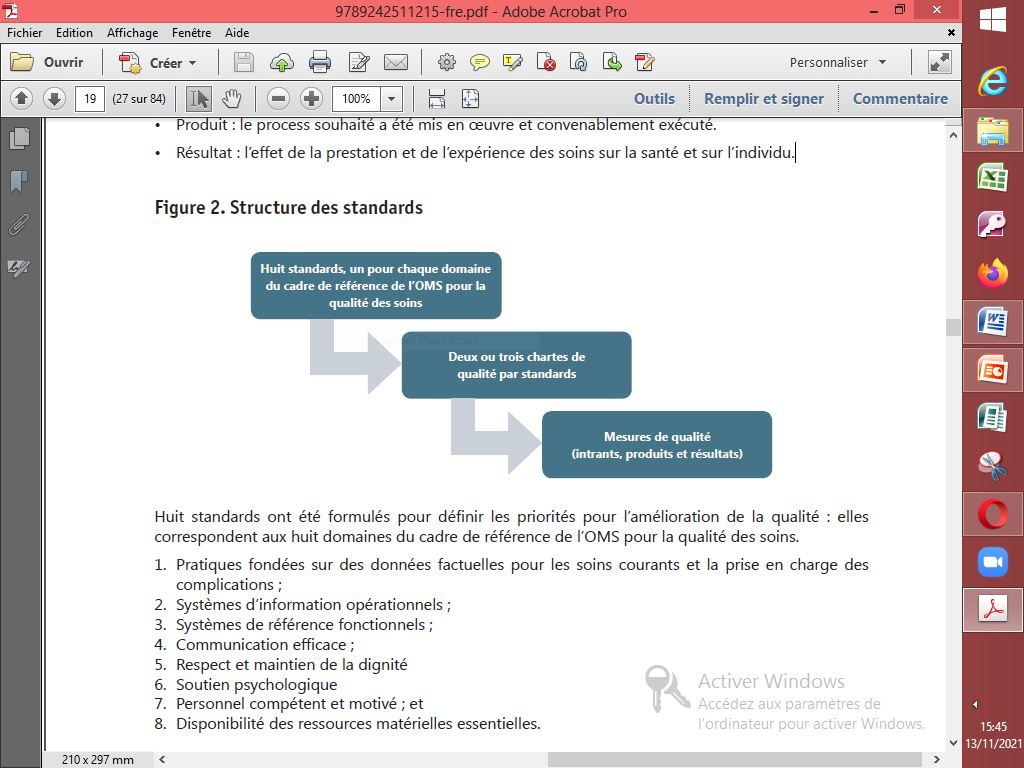 9789242511215-fre.pdf - Adobe Acrobat Pro
Fichier Edition Affichage Fenêtre Aide
Ouvrir Créer Personnaliser
19 (27 sur 84) 100% Outils Remplir et signer Commentaire
• Produit : le process souhaité a été mis en œuvre et convenablement exécuté.
• Résultat : l’effet de la prestation et de l’expérience des soins sur la santé et sur l’individu.
Figure 2. Structure des standards
Huit standards, un pour chaque domaine
du cadre de référence de l’OMS pour la
qualité des soins
Capture Plein écran
Deux ou trois chartes de
qualité par standards
Mesures de qualité
(intrants, produits et résultats)
Huit standards ont été formulés pour définir les priorités pour l’amélioration de la qualité : elles
correspondent aux huit domaines du cadre de référence de l’OMS pour la qualité des soins.
1. Pratiques fondées sur des données factuelles pour les soins courants et la prise en charge des
complications ;
2. Systèmes d’information opérationnels ;
3. Systèmes de référence fonctionnels ;
4. Communication efficace ;
5. Respect et maintien de la dignité
6. Soutien psychologique
7. Personnel compétent et motivé ; et
8. Disponibilité des ressources matérielles essentielles.
Activer Windows
Accédez aux paramètres de
l'ordinateur pour activer Windows.
210 x 297 mm
15:45
13/11/2021